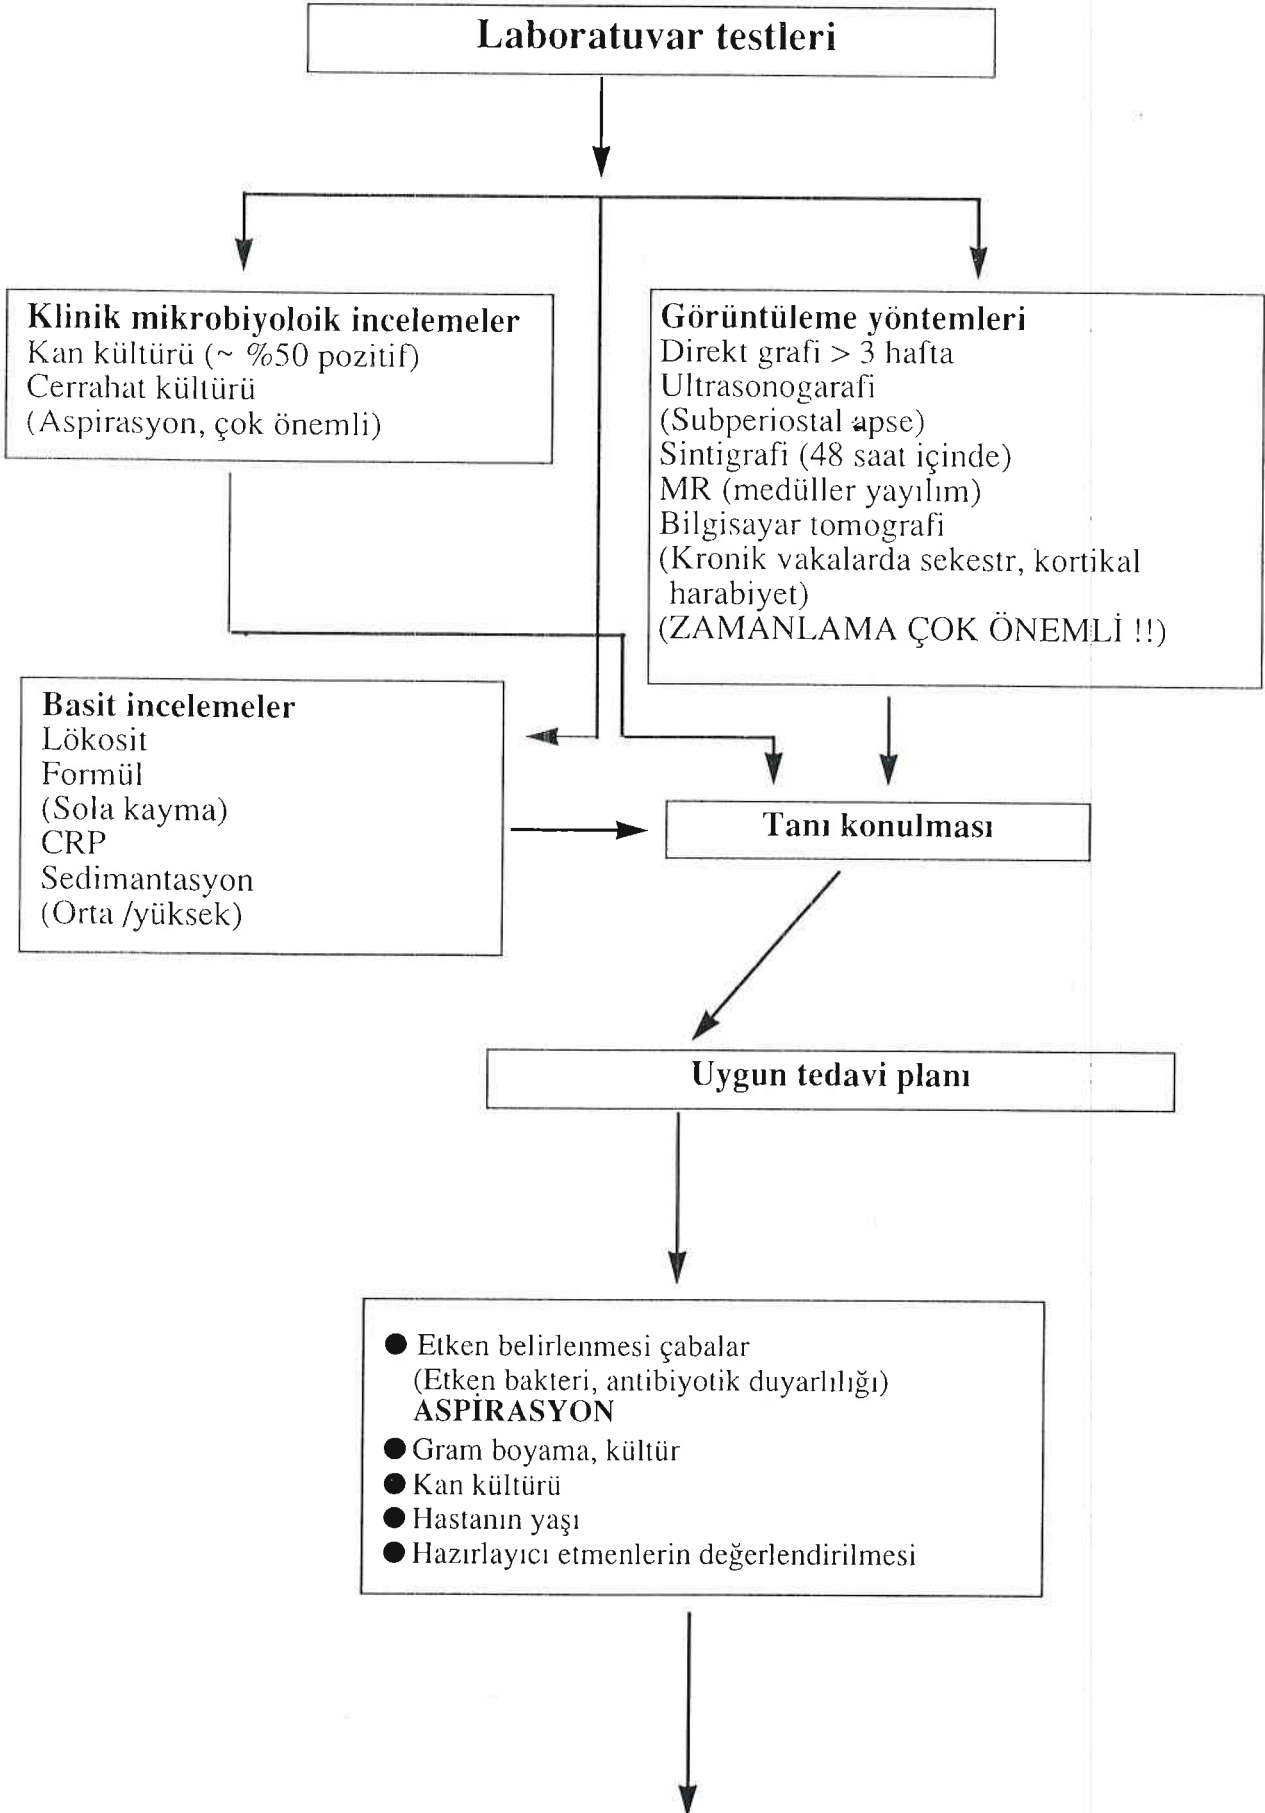 Laboratuvar testleri
Klinik mikrobiyoloik incelemeler
Kan kültürü (~ %50 pozitif)
Cerrahat kültürü
(Aspirasyon, çok önemli)
Görüntüleme yöntemleri
Direkt grafi > 3 hafta
Ultrasonogarafi
(Subperiostal apse)
Sintigrafi (48 saat içinde)
MR (medüller yayılım)
Bilgisayar tomografi
(Kronik vakalarda sekestr, kortikal
harabiyet)
(ZAMANLAMA ÇOK ÖNEMLİ !!)
Basit incelemeler
Lökosit
Formül
(Sola kayma)
CRP
Sedimantasyon
(Orta /yüksek)
Tanı konulması
Uygun tedavi planı
● Etken belirlenmesi çabalar
(Etken bakteri, antibiyotik duyarlılığı)
ASPİRASYON
● Gram boyama, kültür
● Kan kültürü
● Hastanın yaşı
● Hazırlayıcı etmenlerin değerlendirilmesi